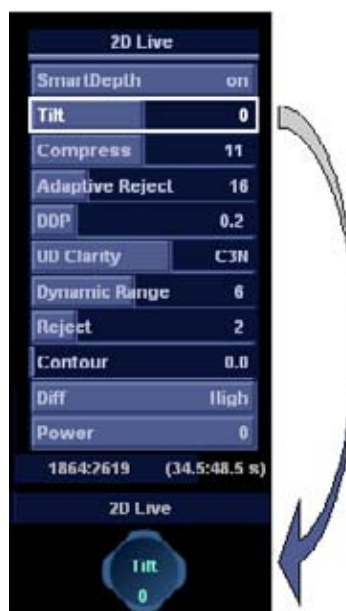 2D Live
SmartDepth on
Tilt 0
Compress 11
Adaptive Reject 16
DDP 0.2
UD Clarity C3N
Dynamic Range 6
Reject 2
Contour 0.0
Diff High
Power 0
1864:2619 (34.5:48.5 s)
2D Live
Tilt
0